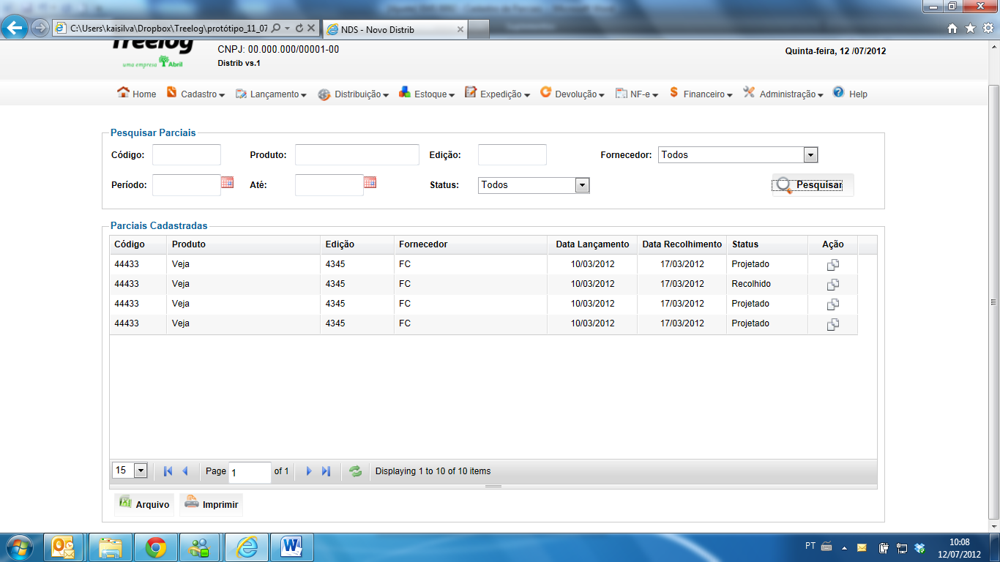 C:\Users\kaisilva\Dropbox\Treelog\protótipo_11_07
NDS - Novo Distrib
Treelog
uma empresa Abril
CNPJ: 00.000.000/00001-00
Distrib vs.1
Quinta-feira, 12 /07/2012
Home Cadastro Lançamento Distribuição Estoque Expedição Devolução NF-e Financeiro Administração Help
Pesquisar Parciais
Código: Produto: Edição: Fornecedor: Todos
Período: Até: Status: Todos Pesquisar
Parciais Cadastradas
Código Produto Edição Fornecedor Data Lançamento Data Recolhimento Status Ação
44433 Veja 4345 FC 10/03/2012 17/03/2012 Projetado
44433 Veja 4345 FC 10/03/2012 17/03/2012 Recolhido
44433 Veja 4345 FC 10/03/2012 17/03/2012 Projetado
44433 Veja 4345 FC 10/03/2012 17/03/2012 Projetado
15 Page 1 of 1 Displaying 1 to 10 of 10 items
Arquivo Imprimir
PT 10:08
12/07/2012